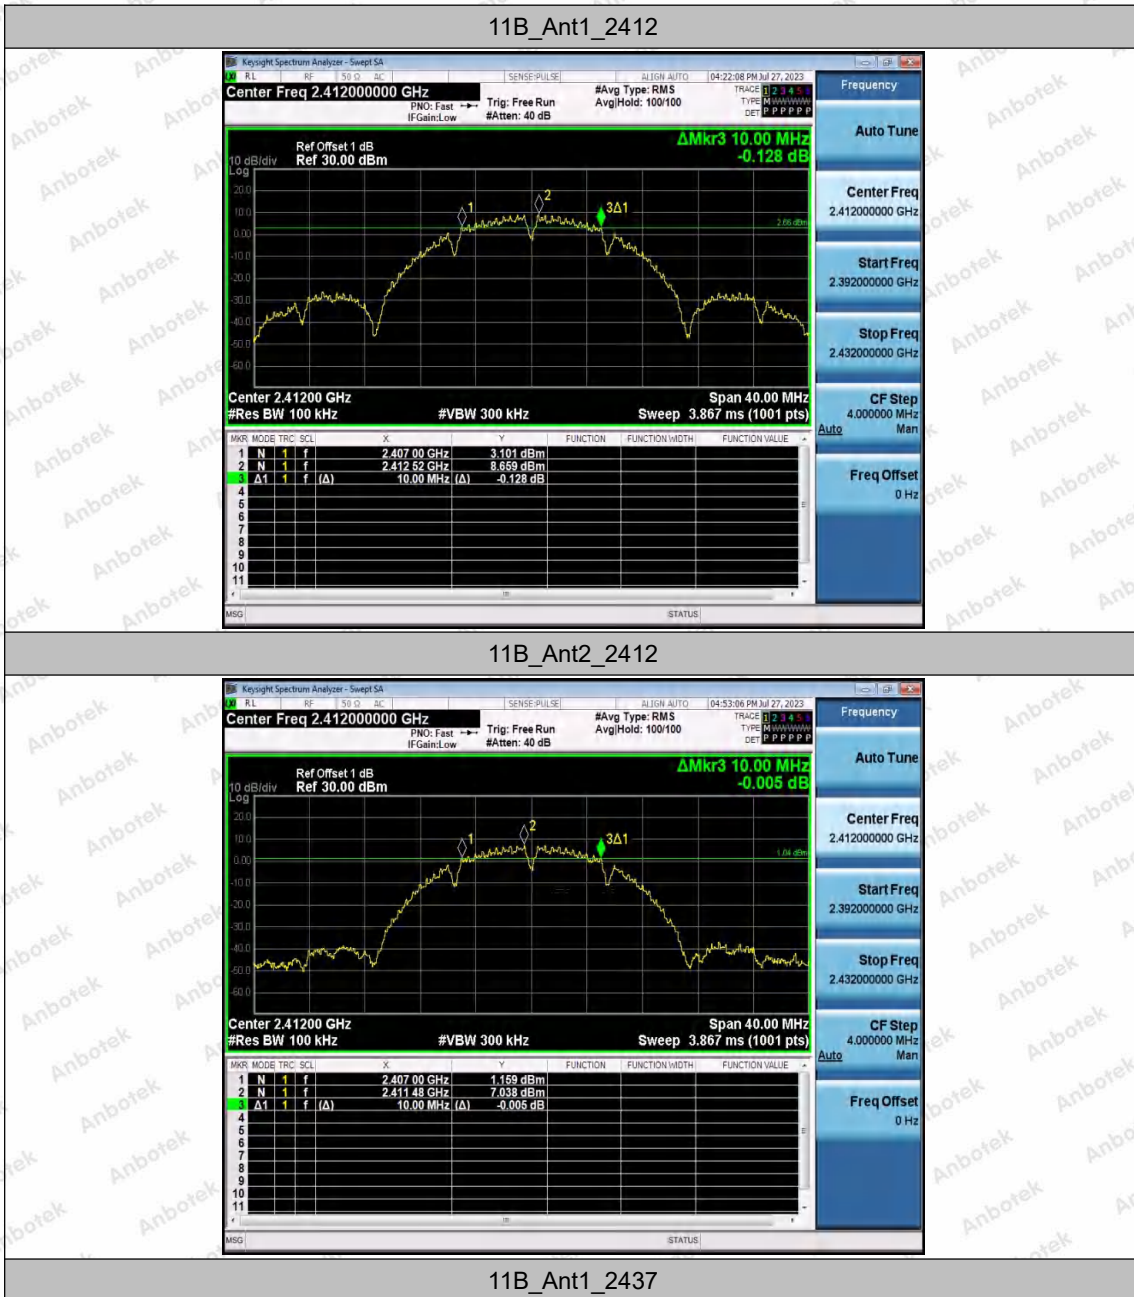 11B_Ant1_2412
Keysight Spectrum Analyzer - Swept SA
RL RF 50 Ω AC SENSE:PULSE ALIGN AUTO 04:22:08 PM Jul 27, 2023
Center Freq 2.412000000 GHz #Avg Type: RMS TRACE 1 2 3 4 5 6
PNO: Fast Trig: Free Run Avg|Hold: 100/100 TYPE M WWWWW
IFGain:Low #Atten: 40 dB DET P P P P P P
ΔMkr3 10.00 MHz
-0.128 dB
Ref Offset 1 dB
10 dB/div Ref 30.00 dBm
Log
20.0
10.0
0.00
-10.0
-20.0
-30.0
-40.0
-50.0
-60.0
1
2
3Δ1
2.66 dBm
Center 2.41200 GHz Span 40.00 MHz
#Res BW 100 kHz #VBW 300 kHz Sweep 3.867 ms (1001 pts)
MKR MODE TRC SCL X Y FUNCTION FUNCTION WIDTH FUNCTION VALUE
1 N 1 f 2.407 00 GHz 3.101 dBm
2 N 1 f 2.412 52 GHz 8.659 dBm
3 Δ1 1 f (Δ) 10.00 MHz (Δ) -0.128 dB
4
5
6
7
8
9
10
11
MSG STATUS
Frequency
Auto Tune
Center Freq
2.412000000 GHz
Start Freq
2.392000000 GHz
Stop Freq
2.432000000 GHz
CF Step
4.000000 MHz
Auto Man
Freq Offset
0 Hz
11B_Ant2_2412
Keysight Spectrum Analyzer - Swept SA
RL RF 50 Ω AC SENSE:PULSE ALIGN AUTO 04:53:06 PM Jul 27, 2023
Center Freq 2.412000000 GHz #Avg Type: RMS TRACE 1 2 3 4 5 6
PNO: Fast Trig: Free Run Avg|Hold: 100/100 TYPE M WWWWW
IFGain:Low #Atten: 40 dB DET P P P P P P
ΔMkr3 10.00 MHz
-0.005 dB
Ref Offset 1 dB
10 dB/div Ref 30.00 dBm
Log
20.0
10.0
0.00
-10.0
-20.0
-30.0
-40.0
-50.0
-60.0
1
2
3Δ1
1.04 dBm
Center 2.41200 GHz Span 40.00 MHz
#Res BW 100 kHz #VBW 300 kHz Sweep 3.867 ms (1001 pts)
MKR MODE TRC SCL X Y FUNCTION FUNCTION WIDTH FUNCTION VALUE
1 N 1 f 2.407 00 GHz 1.159 dBm
2 N 1 f 2.411 48 GHz 7.038 dBm
3 Δ1 1 f (Δ) 10.00 MHz (Δ) -0.005 dB
4
5
6
7
8
9
10
11
MSG STATUS
Frequency
Auto Tune
Center Freq
2.412000000 GHz
Start Freq
2.392000000 GHz
Stop Freq
2.432000000 GHz
CF Step
4.000000 MHz
Auto Man
Freq Offset
0 Hz
11B_Ant1_2437
Anbotek